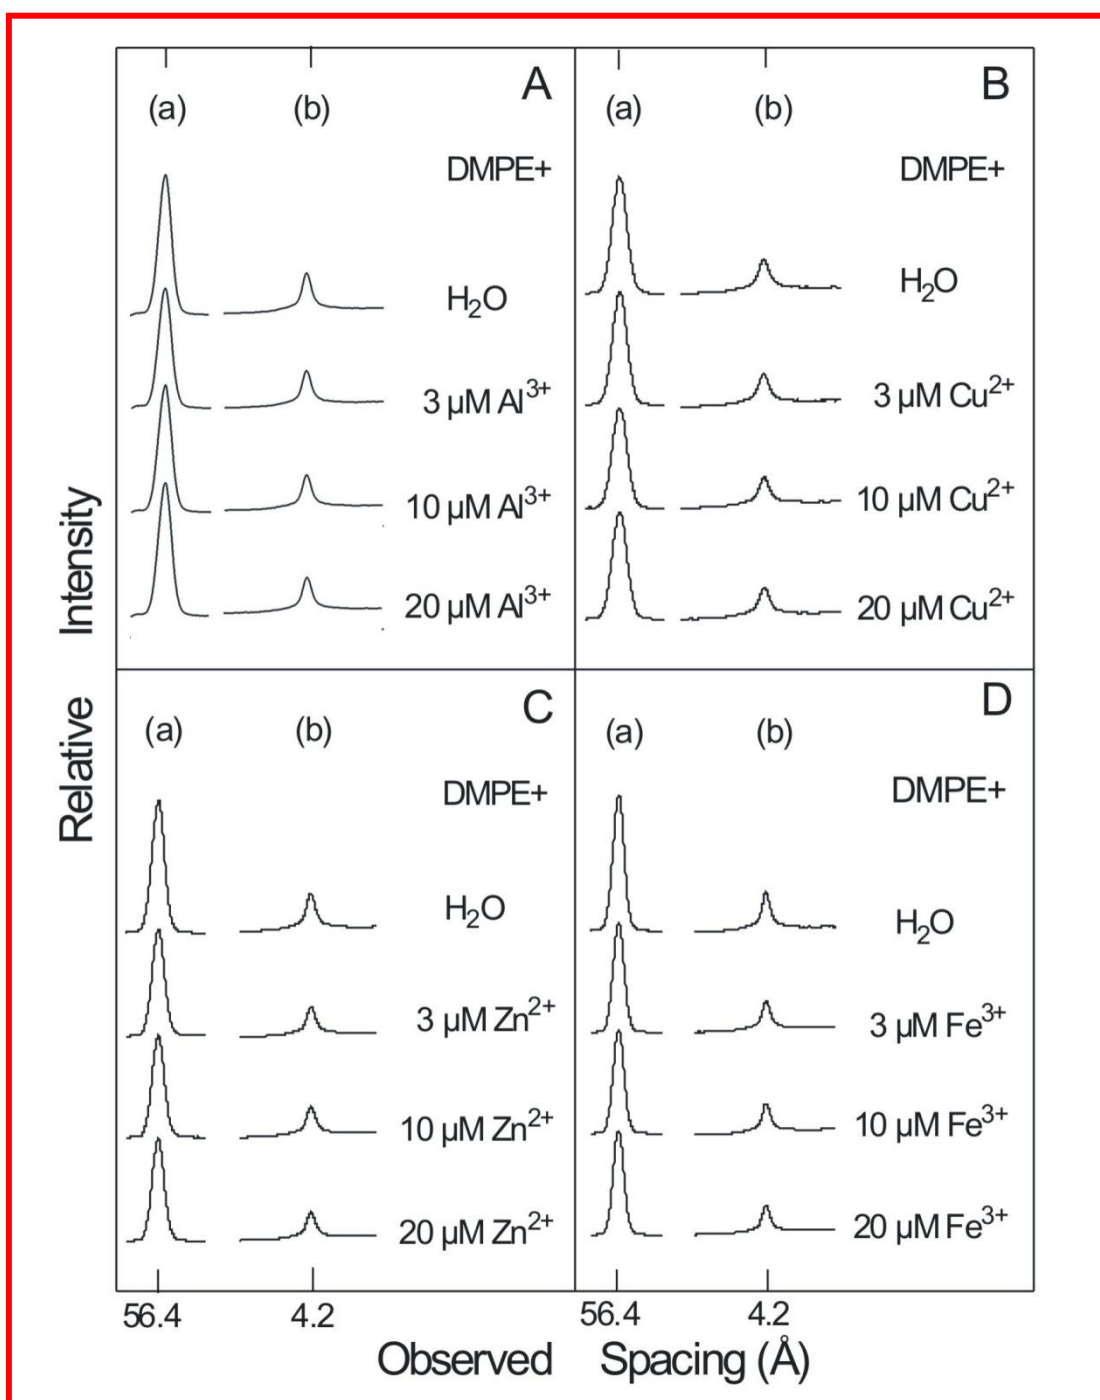 A
(a) (b)
DMPE+
H₂O
3 µM Al³⁺
10 µM Al³⁺
20 µM Al³⁺
B
(a) (b)
DMPE+
H₂O
3 µM Cu²⁺
10 µM Cu²⁺
20 µM Cu²⁺
Relative Intensity
C
(a) (b)
DMPE+
H₂O
3 µM Zn²⁺
10 µM Zn²⁺
20 µM Zn²⁺
D
(a) (b)
DMPE+
H₂O
3 µM Fe³⁺
10 µM Fe³⁺
20 µM Fe³⁺
56.4 4.2 56.4 4.2
Observed Spacing (Å)